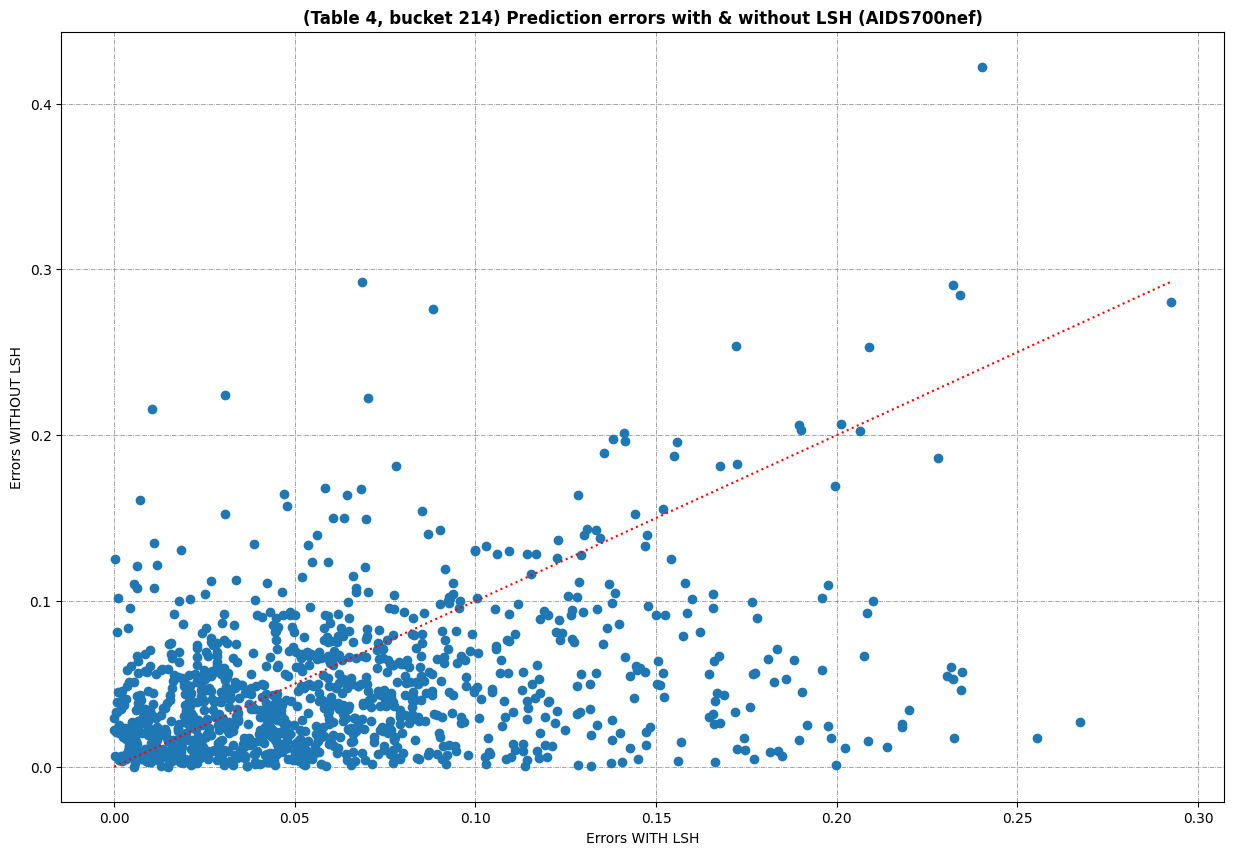 (Table 4, bucket 214) Prediction errors with & without LSH (AIDS700nef)
Errors WITHOUT LSH
0.4
0.3
0.2
0.1
0.0
0.00 0.05 0.10 0.15 0.20 0.25 0.30
Errors WITH LSH